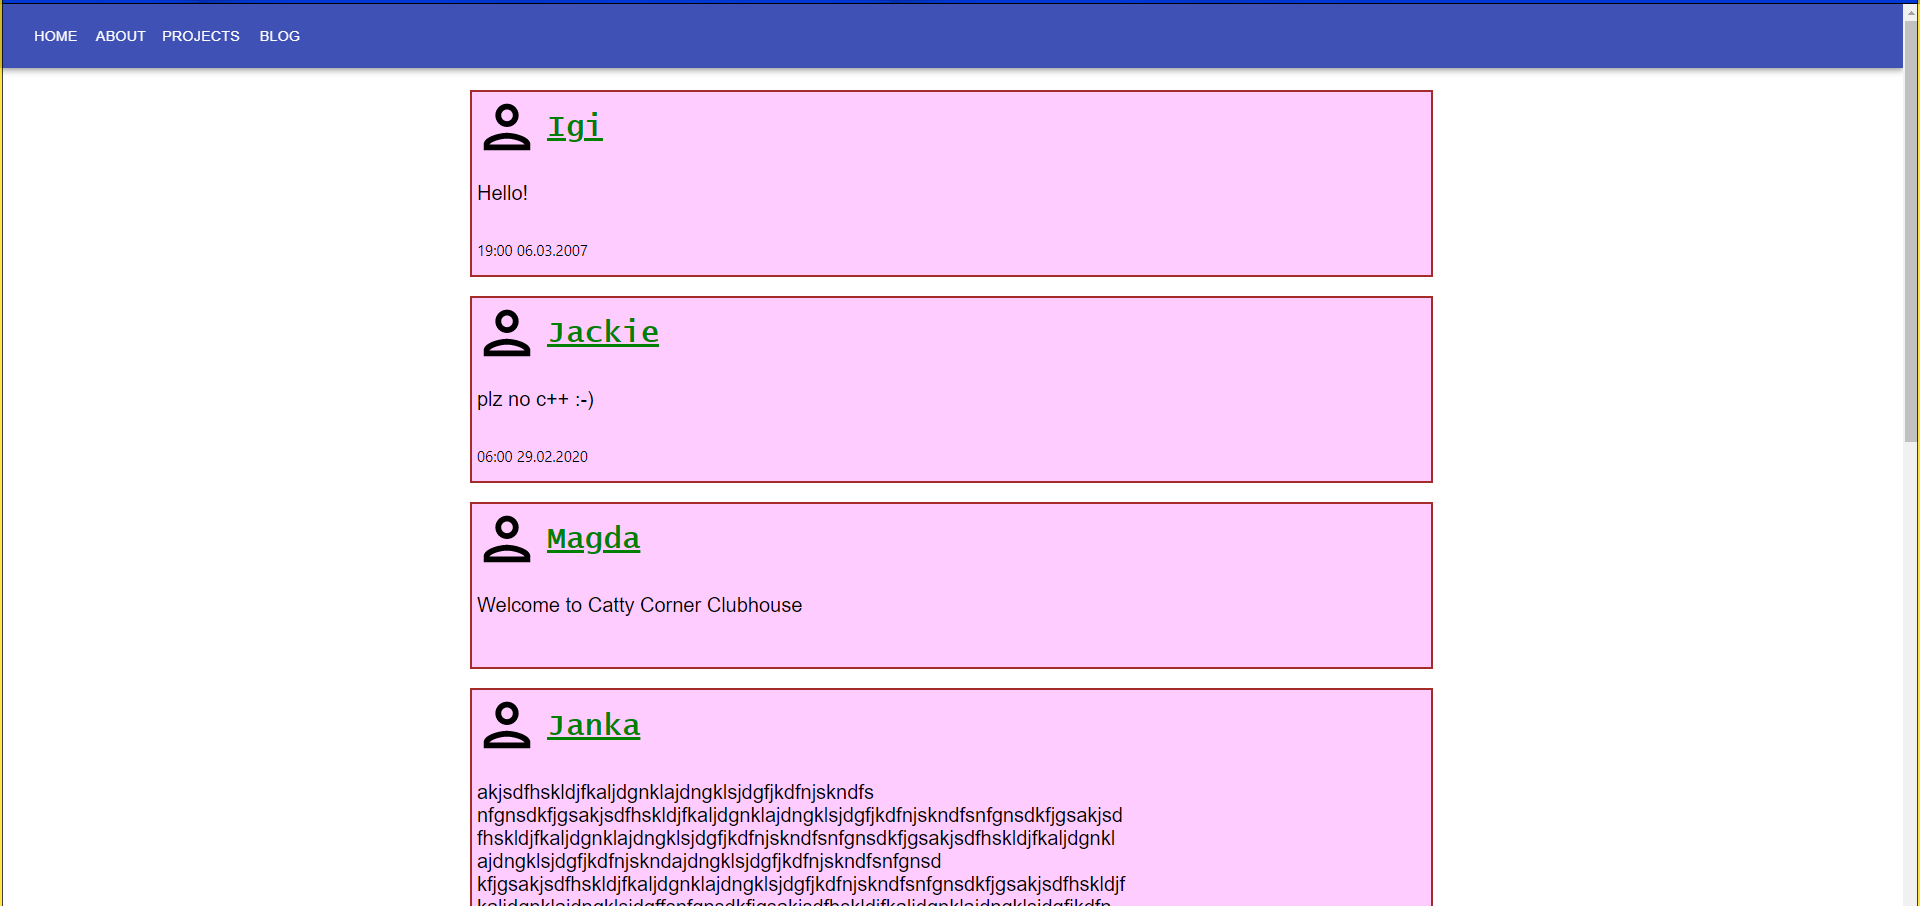 HOME ABOUT PROJECTS BLOG
Igi
Hello!
19:00 06.03.2007
Jackie
plz no c++ :-)
06:00 29.02.2020
Magda
Welcome to Catty Corner Clubhouse
Janka
akjsdfhskldjfkaljdgnklajdngklsjdgfjkdfnjskndfs
nfgnsdkfjgsakjsdfhskldjfkaljdgnklajdngklsjdgfjkdfnjskndfsnfgnsdkfjgsakjsd
fhskldjfkaljdgnklajdngklsjdgfjkdfnjskndfsnfgnsdkfjgsakjsdfhskldjfkaljdgnkl
ajdngklsjdgfjkdfnjskndajdngklsjdgfjkdfnjskndfsnfgnsd
kfjgsakjsdfhskldjfkaljdgnklajdngklsjdgfjkdfnjskndfsnfgnsdkfjgsakjsdfhskldjf